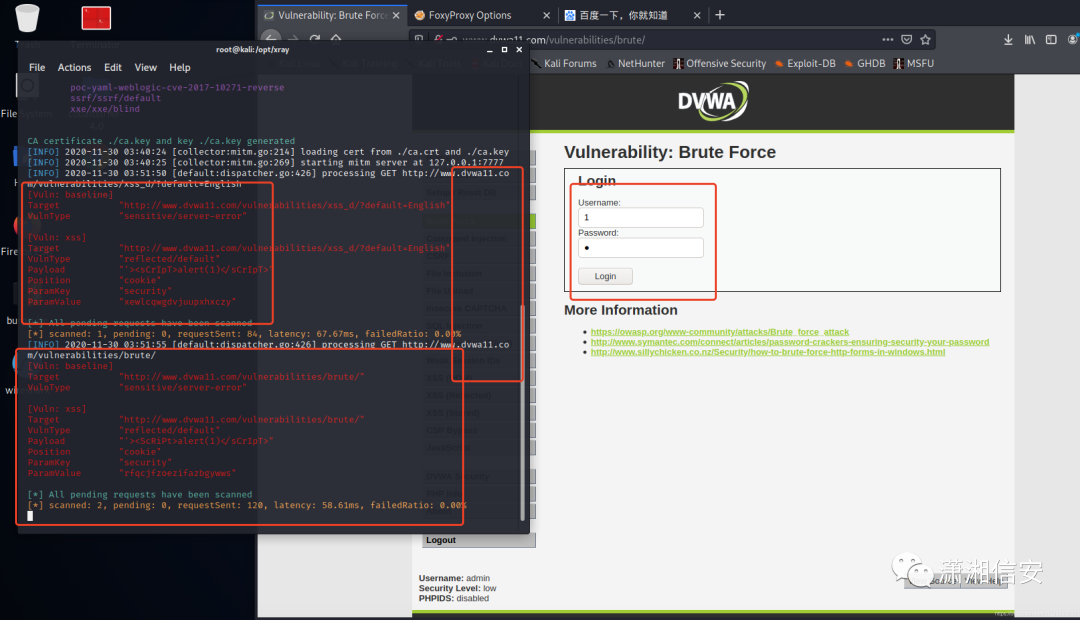 Vulnerability: Brute Force
FoxyProxy Options
百度一下，你就知道
www.dvwa11.com/vulnerabilities/brute/
Kali Forums
NetHunter
Offensive Security
Exploit-DB
GHDB
MSFU
root@kali:/opt/xray
File Actions Edit View Help
poc-yaml-weblogic-cve-2017-10271-reverse
ssrf/ssrf/default
xxe/xxe/blind
CA certificate ./ca.key and key ./ca.key generated
[INFO] 2020-11-30 03:40:24 [collector:mitm.go:214] loading cert from ./ca.crt and ./ca.key
[INFO] 2020-11-30 03:40:25 [collector:mitm.go:269] starting mitm server at 127.0.0.1:7777
[INFO] 2020-11-30 03:51:50 [default:dispatcher.go:426] processing GET http://www.dvwa11.co
m/vulnerabilities/xss_d/?default=English
[Vuln: baseline]
Target "http://www.dvwa11.com/vulnerabilities/xss_d/?default=English"
VulnType "sensitive/server-error"
[Vuln: xss]
Target "http://www.dvwa11.com/vulnerabilities/xss_d/?default=English"
VulnType "reflected/default"
Payload "'><sCrIpT>alert(1)</sCrIpT>"
Position "cookie"
ParamKey "security"
ParamValue "xewlcqwgdvjuupxhxczy"
[*] All pending requests have been scanned
[*] scanned: 1, pending: 0, requestSent: 84, latency: 67.67ms, failedRatio: 0.00%
[INFO] 2020-11-30 03:51:55 [default:dispatcher.go:426] processing GET http://www.dvwa11.co
m/vulnerabilities/brute/
[Vuln: baseline]
Target "http://www.dvwa11.com/vulnerabilities/brute/"
VulnType "sensitive/server-error"
[Vuln: xss]
Target "http://www.dvwa11.com/vulnerabilities/brute/"
VulnType "reflected/default"
Payload "'><ScRiPt>alert(1)</sCrIpT>"
Position "cookie"
ParamKey "security"
ParamValue "rfqcjfzoez1fazbgywws"
[*] All pending requests have been scanned
[*] scanned: 2, pending: 0, requestSent: 120, latency: 58.61ms, failedRatio: 0.00%
DVWA
Vulnerability: Brute Force
Login
Username:
1
Password:
●
Login
More Information
https://owasp.org/www-community/attacks/Brute_force_attack
http://www.symantec.com/connect/articles/password-crackers-ensuring-security-your-password
http://www.sillychicken.co.nz/Security/how-to-brute-force-http-forms-in-windows.html
Logout
Username: admin
Security Level: low
PHPIDS: disabled
潇湘信安